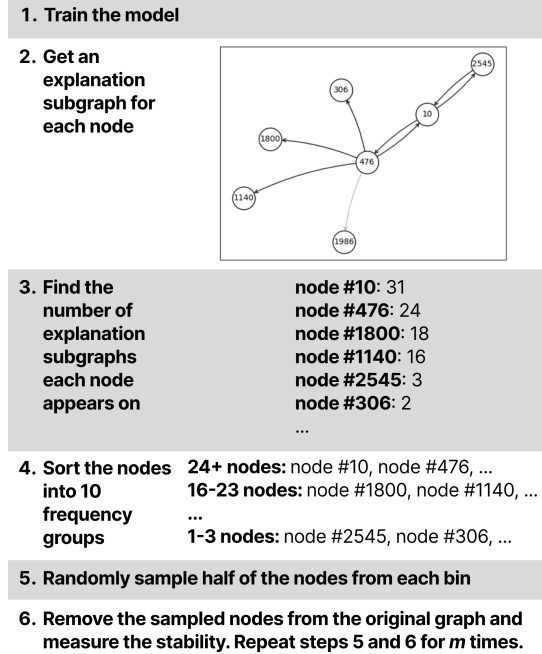 1. Train the model
2. Get an
explanation
subgraph for
each node
2545
306
10
1800
476
1140
1986
3. Find the
number of
explanation
subgraphs
each node
appears on
node #10: 31
node #476: 24
node #1800: 18
node #1140: 16
node #2545: 3
node #306: 2
...
4. Sort the nodes
into 10
frequency
groups
24+ nodes: node #10, node #476, ...
16-23 nodes: node #1800, node #1140, ...
...
1-3 nodes: node #2545, node #306, ...
5. Randomly sample half of the nodes from each bin
6. Remove the sampled nodes from the original graph and
measure the stability. Repeat steps 5 and 6 for m times.